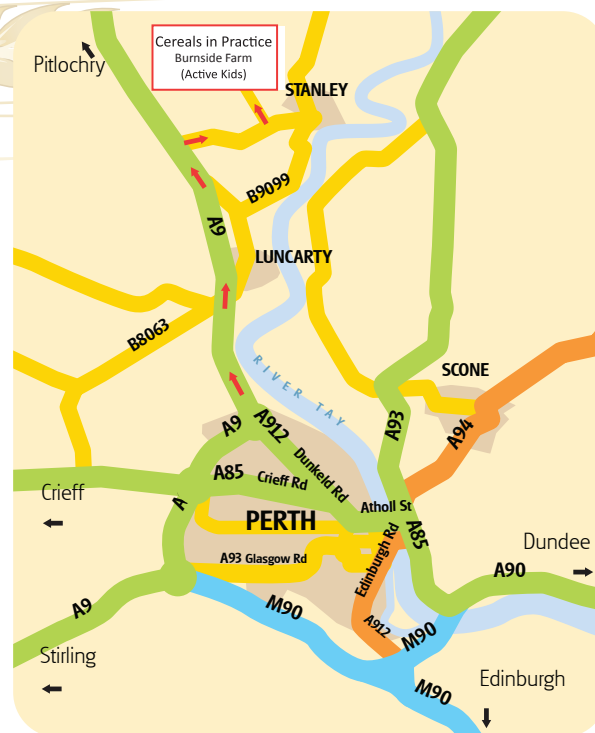 Cereals in Practice
Burnside Farm
(Active Kids)
Pitlochry
STANLEY
B9099
A9
LUNCARTY
B8063
RIVER TAY
SCONE
A9
A912
A93
A94
A85
Crieff Rd
Dunkeld Rd
Crieff
A
PERTH
Atholl St
A85
Edinburgh Rd
A93 Glasgow Rd
Dundee
A90
A9
M90
A912
M90
Stirling
M90
Edinburgh